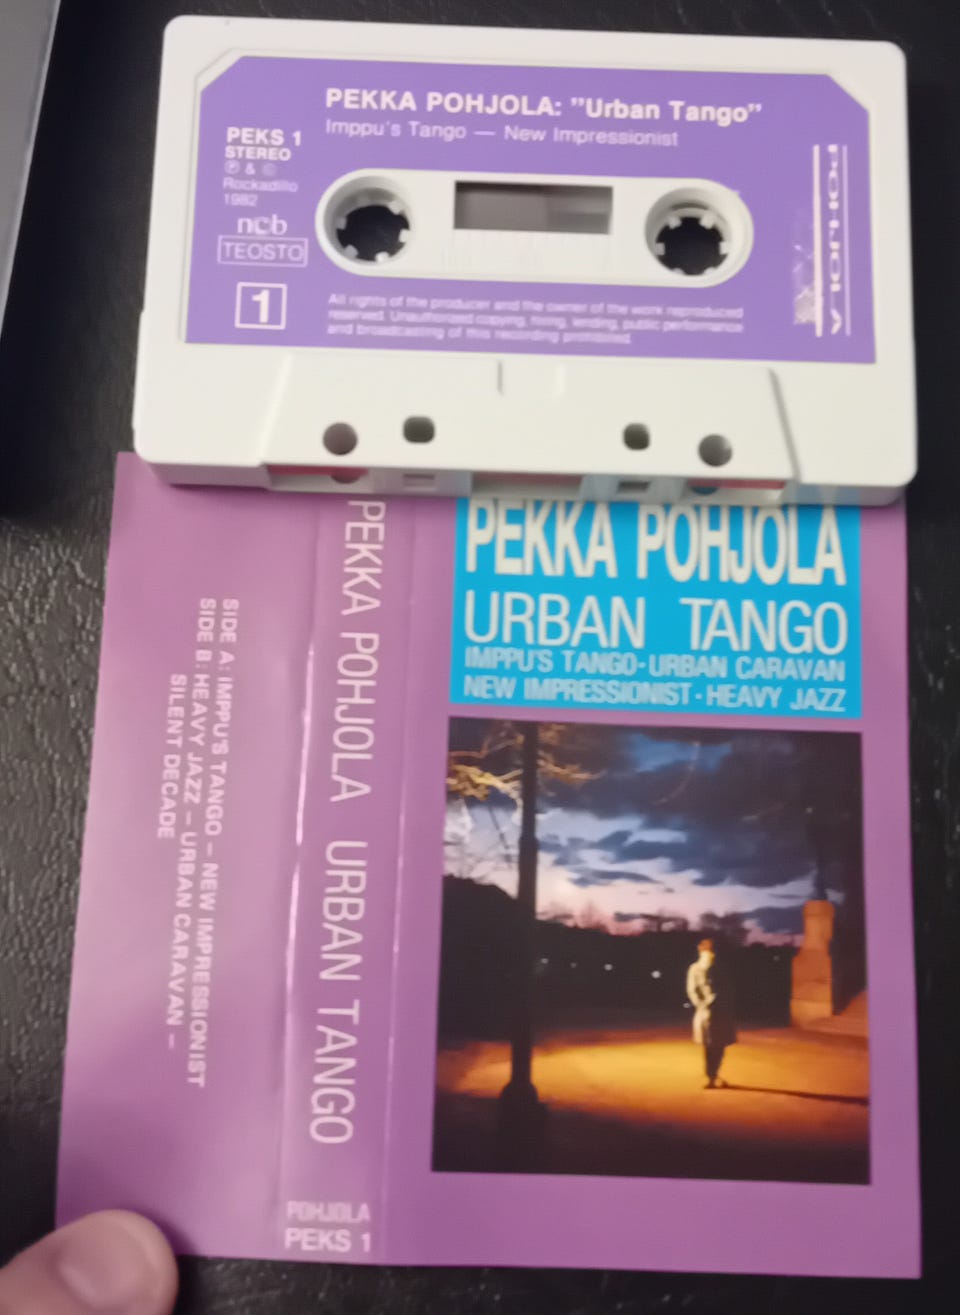 PEKKA POHJOLA: "Urban Tango"
Imppu's Tango — New Impressionist
PEKS 1
STEREO
℗ & ©
Rockadillo
1982
ncb
TEOSTO
1
All rights of the producer and the owner of the work reproduced
reserved. Unauthorized copying, hiring, lending, public performance
and broadcasting of this recording prohibited.
POHJOLA
PEKKA POHJOLA
URBAN TANGO
IMPPU'S TANGO • URBAN CARAVAN
NEW IMPRESSIONIST • HEAVY JAZZ
PEKKA POHJOLA URBAN TANGO
POHJOLA
PEKS 1
SIDE A: IMPPU'S TANGO – NEW IMPRESSIONIST
SIDE B: HEAVY JAZZ – URBAN CARAVAN –
SILENT DECADE